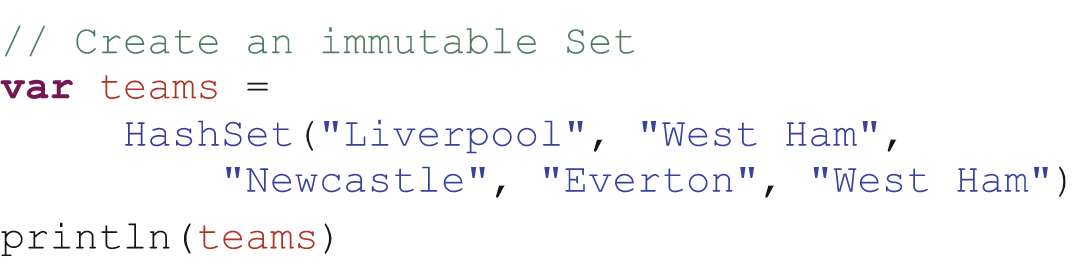 // Create an immutable Set
var teams =
HashSet("Liverpool", "West Ham",
"Newcastle", "Everton", "West Ham")
println(teams)